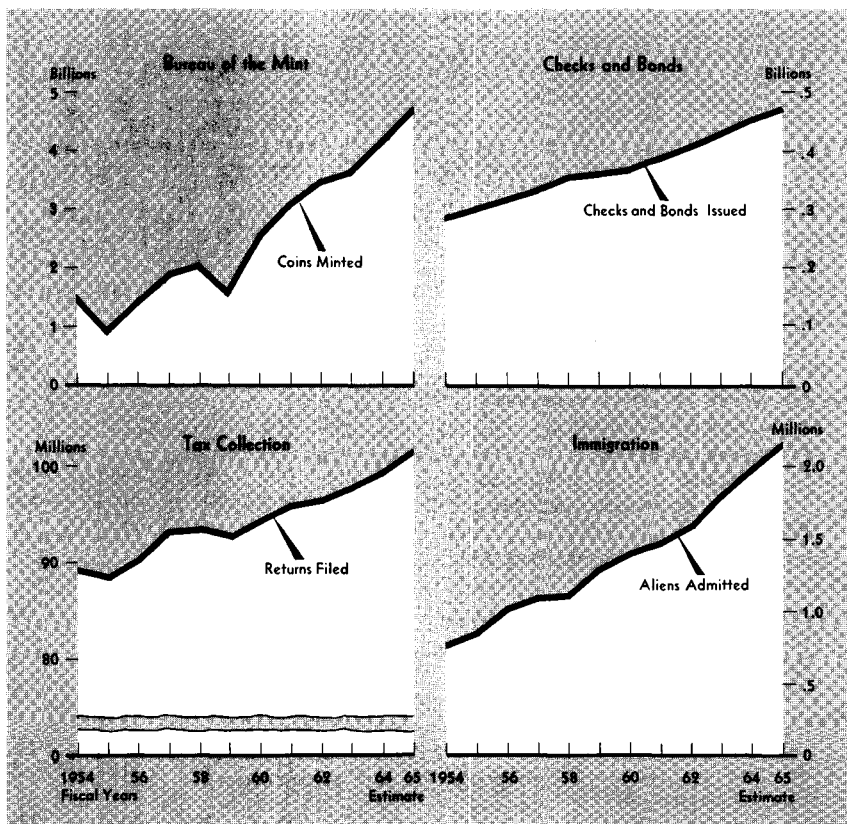 Bureau of the Mint
Billions
5
4
3
2
1
0
Coins Minted
Checks and Bonds
Billions
.5
.4
.3
.2
.1
0
Checks and Bonds Issued
Tax Collection
Millions
100
90
80
0
Returns Filed
1954 56 58 60 62 64 65
Fiscal Years Estimate
Immigration
Millions
2.0
1.5
1.0
.5
0
Aliens Admitted
1954 56 58 60 62 64 65
Estimate